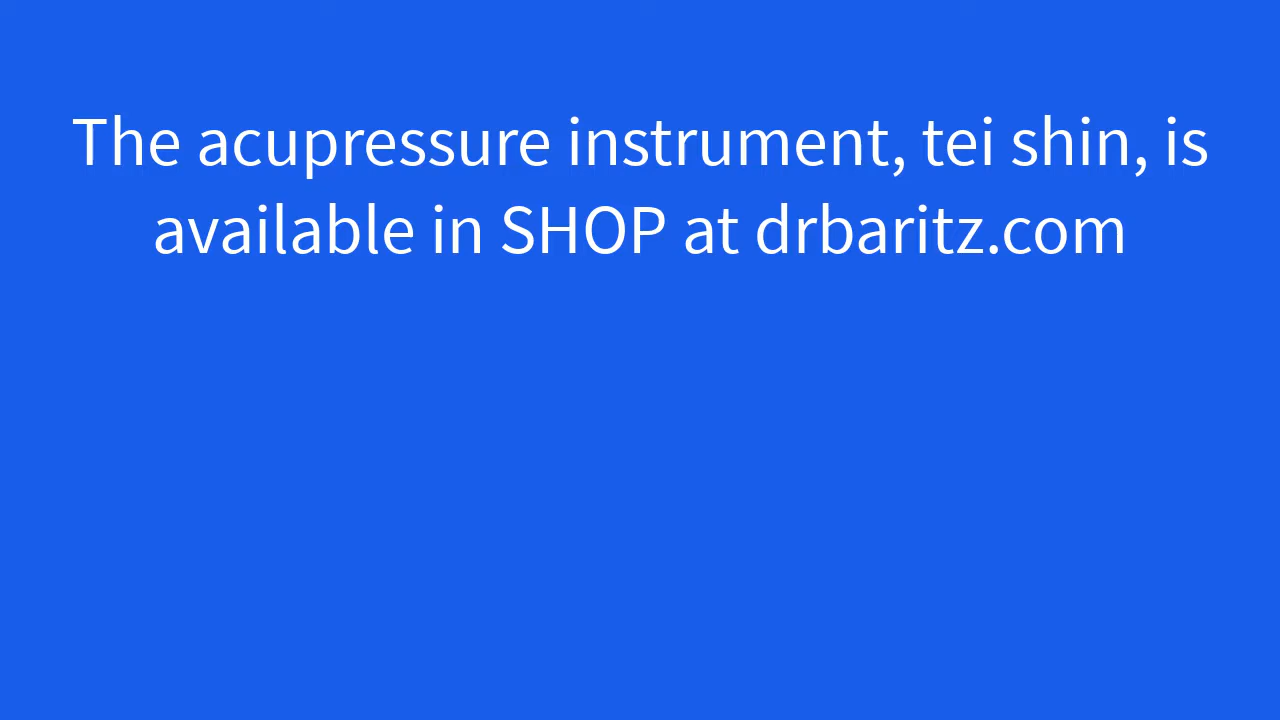 The acupressure instrument, tei shin, is
available in SHOP at drbaritz.com